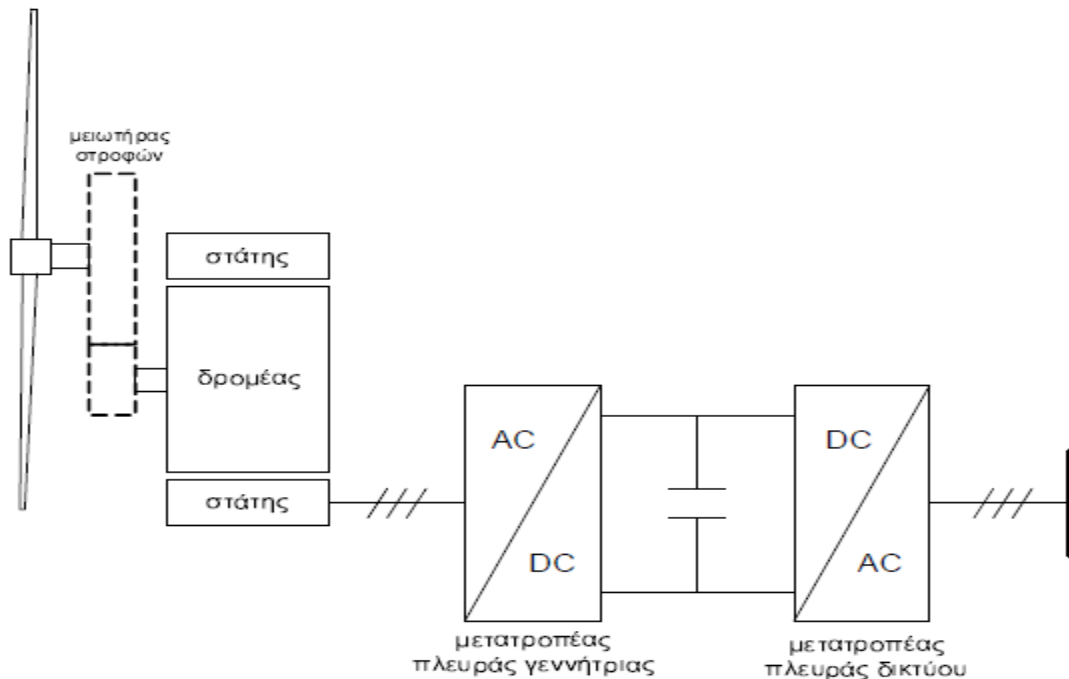 μειωτήρας
στροφών
στάτης
δρομέας
στάτης
AC
DC
DC
AC
μετατροπέας
πλευράς γεννήτριας
μετατροπέας
πλευράς δικτύου